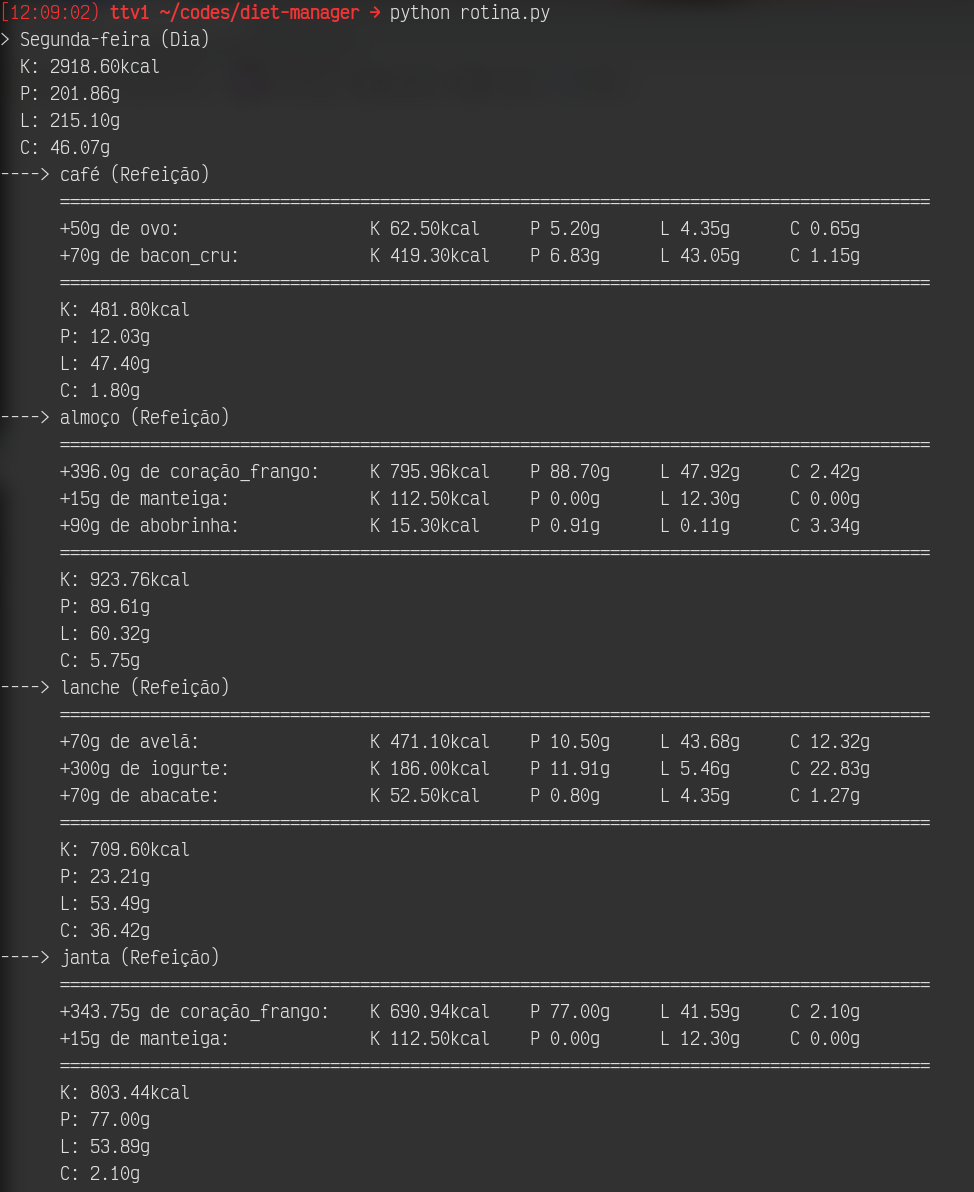 [12:09:02) ttv1 ~/codes/diet-manager → python rotina.py
> Segunda-feira (Dia)
K: 2918.60kcal
P: 201.86g
L: 215.10g
C: 46.07g
----> café (Refeição)
=======================================================================================
+50g de ovo: K 62.50kcal P 5.20g L 4.35g C 0.65g
+70g de bacon_cru: K 419.30kcal P 6.83g L 43.05g C 1.15g
=======================================================================================
K: 481.80kcal
P: 12.03g
L: 47.40g
C: 1.80g
----> almoço (Refeição)
=======================================================================================
+396.0g de coração_frango: K 795.96kcal P 88.70g L 47.92g C 2.42g
+15g de manteiga: K 112.50kcal P 0.00g L 12.30g C 0.00g
+90g de abobrinha: K 15.30kcal P 0.91g L 0.11g C 3.34g
=======================================================================================
K: 923.76kcal
P: 89.61g
L: 60.32g
C: 5.75g
----> lanche (Refeição)
=======================================================================================
+70g de avelã: K 471.10kcal P 10.50g L 43.68g C 12.32g
+300g de iogurte: K 186.00kcal P 11.91g L 5.46g C 22.83g
+70g de abacate: K 52.50kcal P 0.80g L 4.35g C 1.27g
=======================================================================================
K: 709.60kcal
P: 23.21g
L: 53.49g
C: 36.42g
----> janta (Refeição)
=======================================================================================
+343.75g de coração_frango: K 690.94kcal P 77.00g L 41.59g C 2.10g
+15g de manteiga: K 112.50kcal P 0.00g L 12.30g C 0.00g
=======================================================================================
K: 803.44kcal
P: 77.00g
L: 53.89g
C: 2.10g